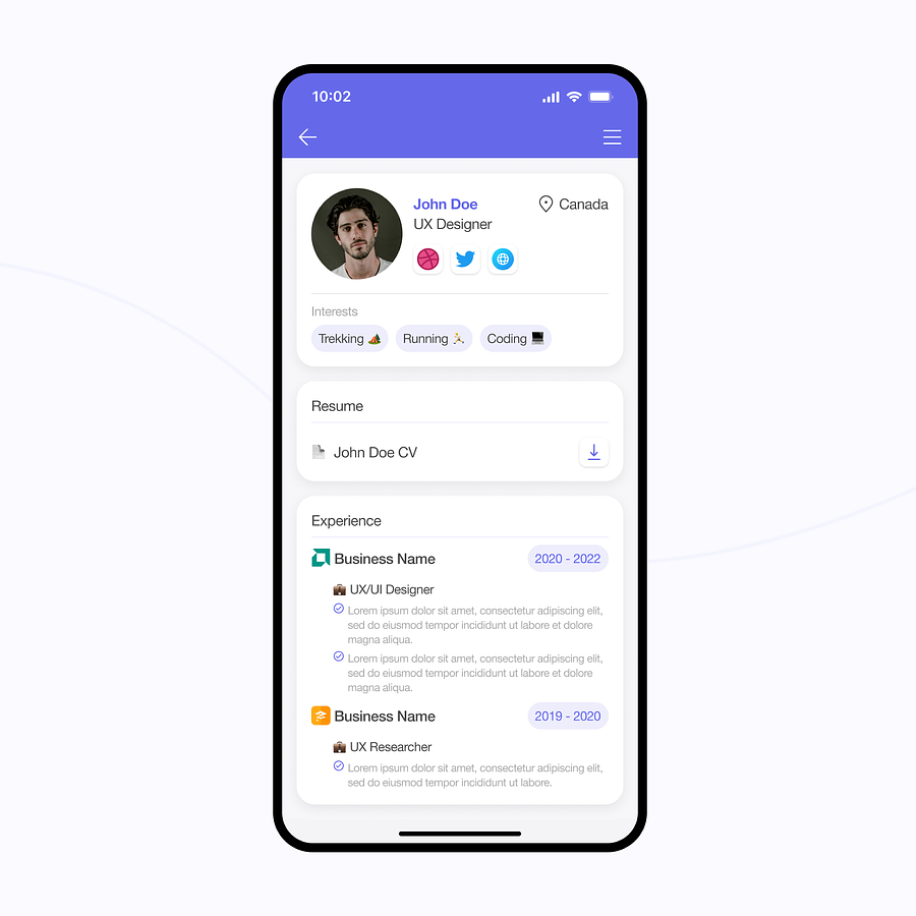 10:02
John Doe
Canada
UX Designer
Interests
Trekking 🏕️
Running 🏃
Coding 💻
Resume
John Doe CV
Experience
Business Name
2020 - 2022
UX/UI Designer
Lorem ipsum dolor sit amet, consectetur adipiscing elit,
sed do eiusmod tempor incididunt ut labore et dolore
magna aliqua.
Lorem ipsum dolor sit amet, consectetur adipiscing elit,
sed do eiusmod tempor incididunt ut labore et dolore
magna aliqua.
Business Name
2019 - 2020
UX Researcher
Lorem ipsum dolor sit amet, consectetur adipiscing elit,
sed do eiusmod tempor incididunt ut labore.